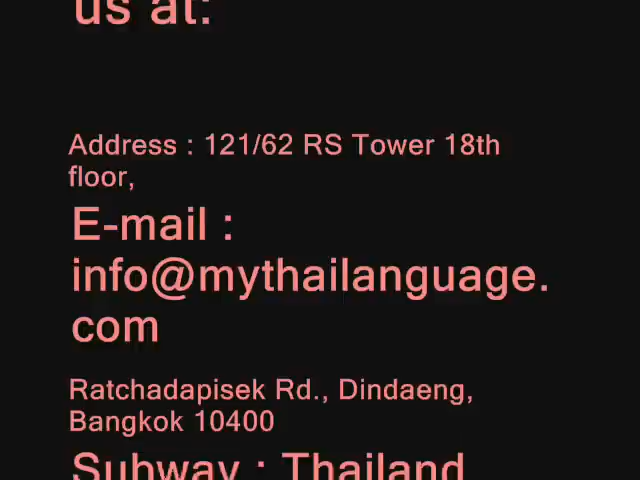 us at:
Address : 121/62 RS Tower 18th
floor,
E-mail :
info@mythailanguage.
com
Ratchadapisek Rd., Dindaeng,
Bangkok 10400
Subway : Thailand